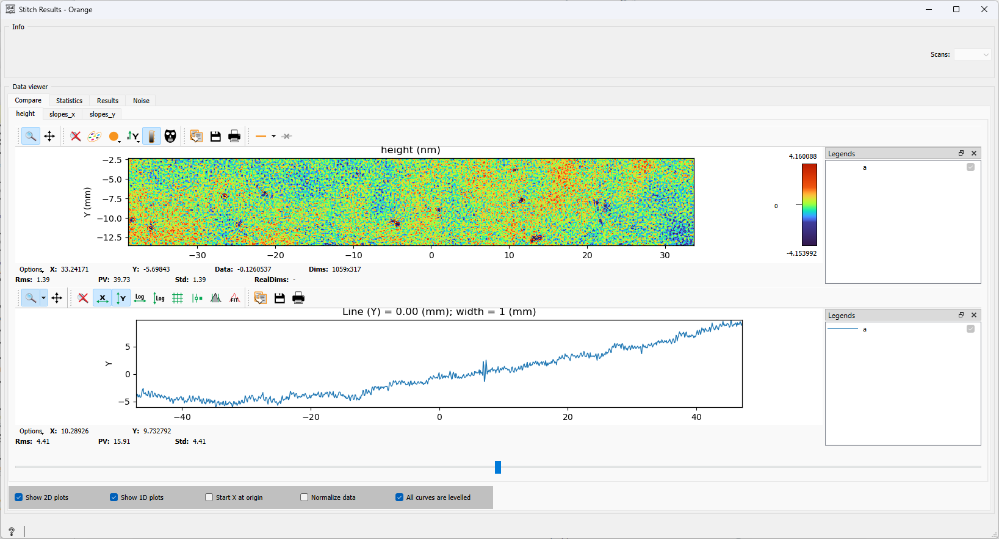 Stitch Results - Orange
Info
Scans:
Data viewer
Compare Statistics Results Noise
height slopes_x slopes_y
height (nm)
Legends
a
4.160088
0
-4.153992
Y (mm)
−2.5
−5.0
−7.5
−10.0
−12.5
−30 −20 −10 0 10 20 30
Options X: 33.24171 Y: -5.69843 Data: -0.1260537 Dims: 1059x317
Rms: 1.39 PV: 39.73 Std: 1.39 RealDims: -
X Y Log Log FIT
Line (Y) = 0.00 (mm); width = 1 (mm)
Legends
a
Y
5
0
−5
−40 −20 0 20 40
Options X: 10.28926 Y: 9.732792
Rms: 4.41 PV: 15.91 Std: 4.41
Show 2D plots Show 1D plots Start X at origin Normalize data All curves are levelled
?